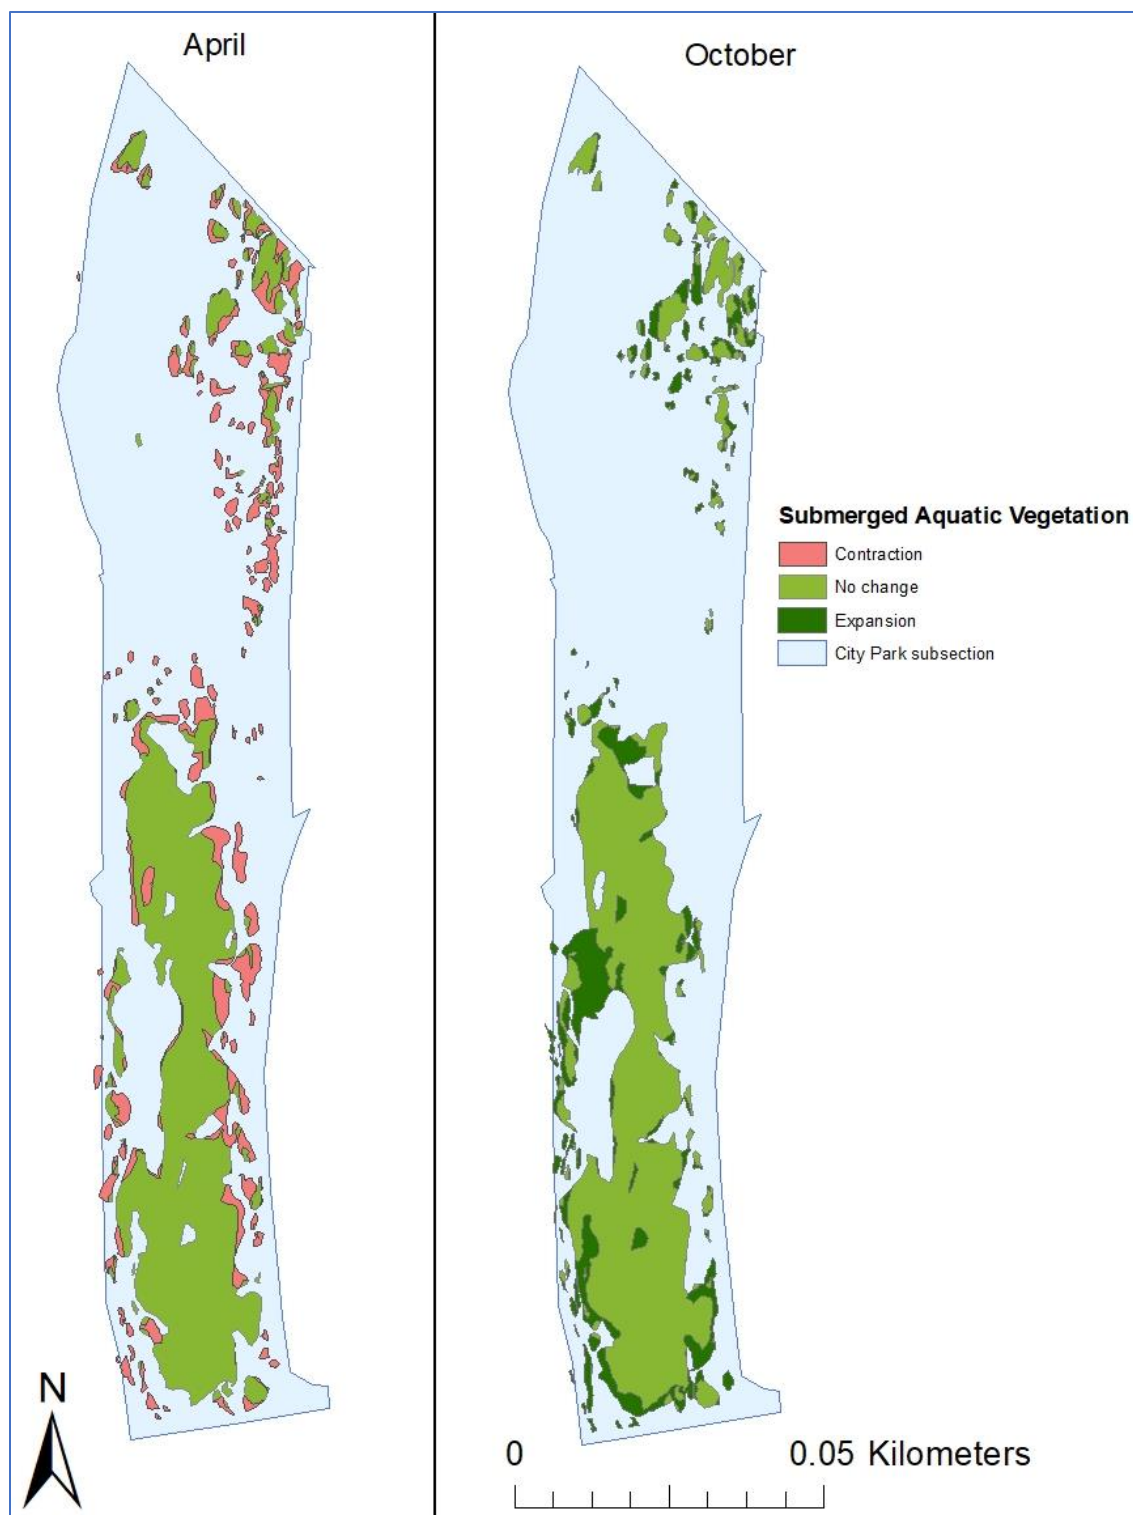 April
October
Submerged Aquatic Vegetation
Contraction
No change
Expansion
City Park subsection
N
0 0.05 Kilometers